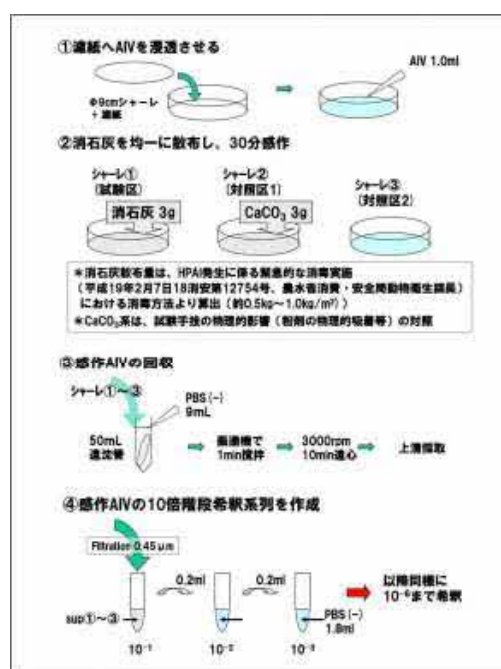 ①濾紙へAIVを浸透させる
AIV 1.0ml
Φ9cmシャーレ
+濾紙
②消石灰を均一に散布し、30分感作
シャーレ①
(試験区)
シャーレ②
(対照区1)
シャーレ③
(対照区2)
消石灰 3g
CaCO₃ 3g
*消石灰散布量は、HPAI発生に係る緊急的な消毒実施
(平成19年2月7日18消安第12754号、農水省消費・安全局動物衛生課長)
における消毒方法より算出(約0.5kg~1.0kg/m²)
*CaCO₃系は、試験手技の物理的影響(粉剤の物理的吸着等)の対照
③感作AIVの回収
シャーレ①~③
PBS(-)
9mL
50mL
遠沈管
振盪機で
1min撹拌
3000rpm
10min遠心
上清採取
④感作AIVの10倍階段希釈系列を作成
Filtration 0.45μm
0.2ml
0.2ml
以降同様に
10⁻⁶まで希釈
sup①~③
PBS(-)
1.8ml
10⁻¹
10⁻²
10⁻³